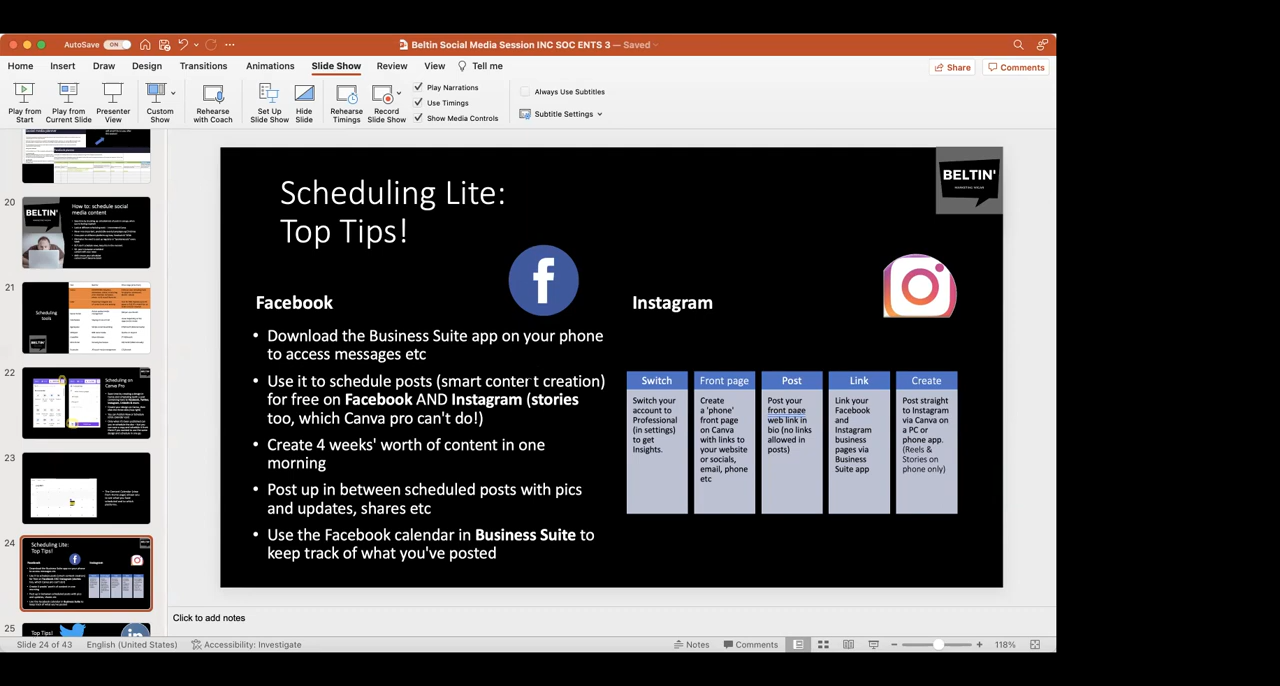 AutoSave ON
Beltin Social Media Session INC SOC ENTS 3 — Saved
Home Insert Draw Design Transitions Animations Slide Show Review View Tell me
Share Comments
Play from Start
Play from Current Slide
Presenter View
Custom Show
Rehearse with Coach
Set Up Slide Show
Hide Slide
Rehearse Timings
Record Slide Show
Play Narrations
Use Timings
Show Media Controls
Always Use Subtitles
Subtitle Settings
20
BELTIN'
How to: schedule social
media content
21
Scheduling
tools
22
Scheduling on
Canva Pro
23
24
Scheduling Lite:
Top Tips!
25
Top Tips!
Scheduling Lite:
Top Tips!
BELTIN'
Facebook
• Download the Business Suite app on your phone
to access messages etc
• Use it to schedule posts (smart content creation)
for free on Facebook AND Instagram (stories
too, which Canva pro can't do!)
• Create 4 weeks' worth of content in one
morning
• Post up in between scheduled posts with pics
and updates, shares etc
• Use the Facebook calendar in Business Suite to
keep track of what you've posted
Instagram
Switch
Switch your
account to
Professional
(in settings)
to get
Insights.
Front page
Create
a 'phone'
front page
on Canva
with links to
your website
or socials,
email, phone
etc
Post
Post your
front page
web link in
bio (no links
allowed in
posts)
Link
Link your
Facebook
and
Instagram
business
pages via
Business
Suite app
Create
Post straight
to Instagram
via Canva on
a PC or
phone app.
(Reels &
Stories on
phone only)
Click to add notes
Slide 24 of 43 English (United States) Accessibility: Investigate
Notes Comments 118%